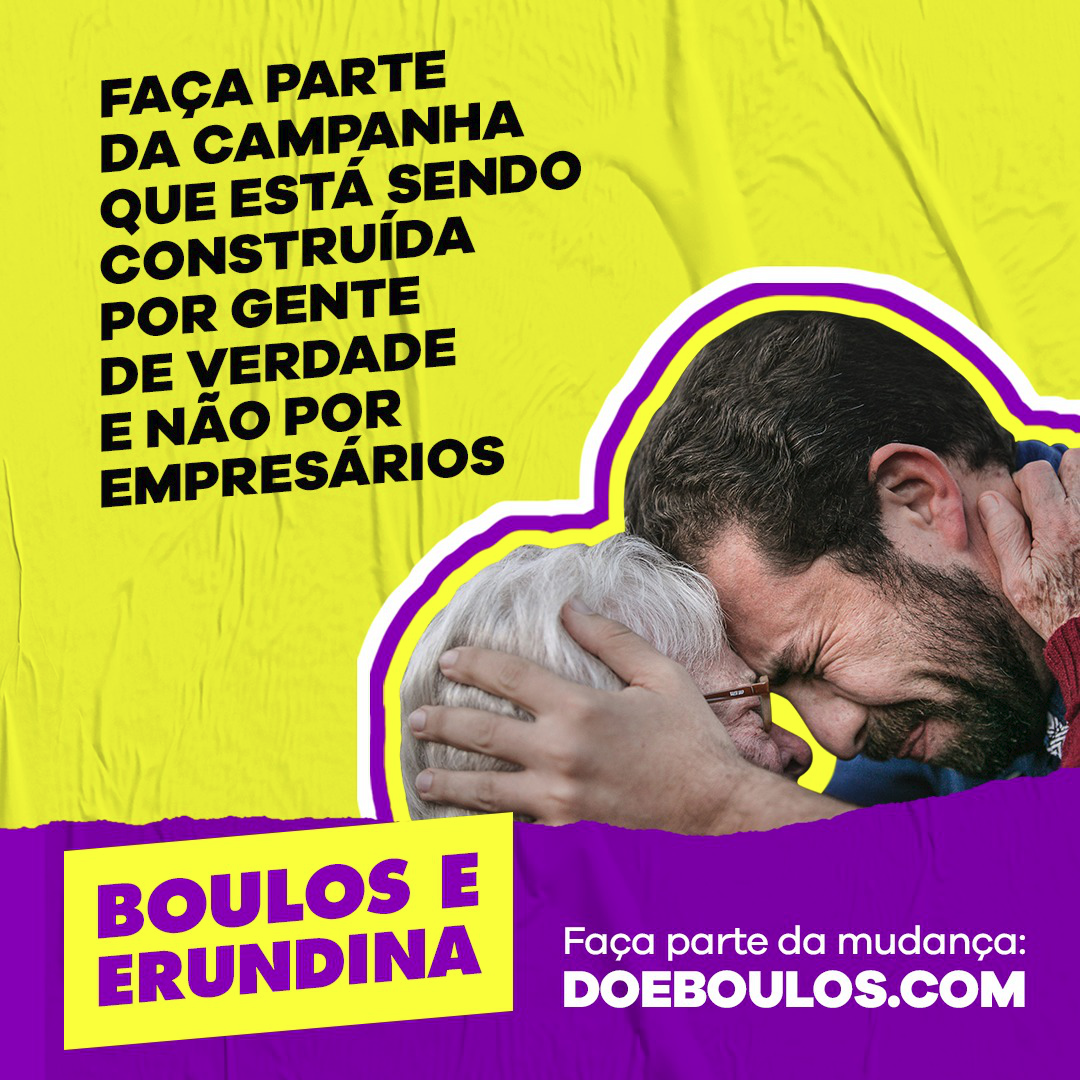 FAÇA PARTE
DA CAMPANHA
QUE ESTÁ SENDO
CONSTRUÍDA
POR GENTE
DE VERDADE
E NÃO POR
EMPRESÁRIOS
BOULOS E
ERUNDINA
Faça parte da mudança:
DOEBOULOS.COM